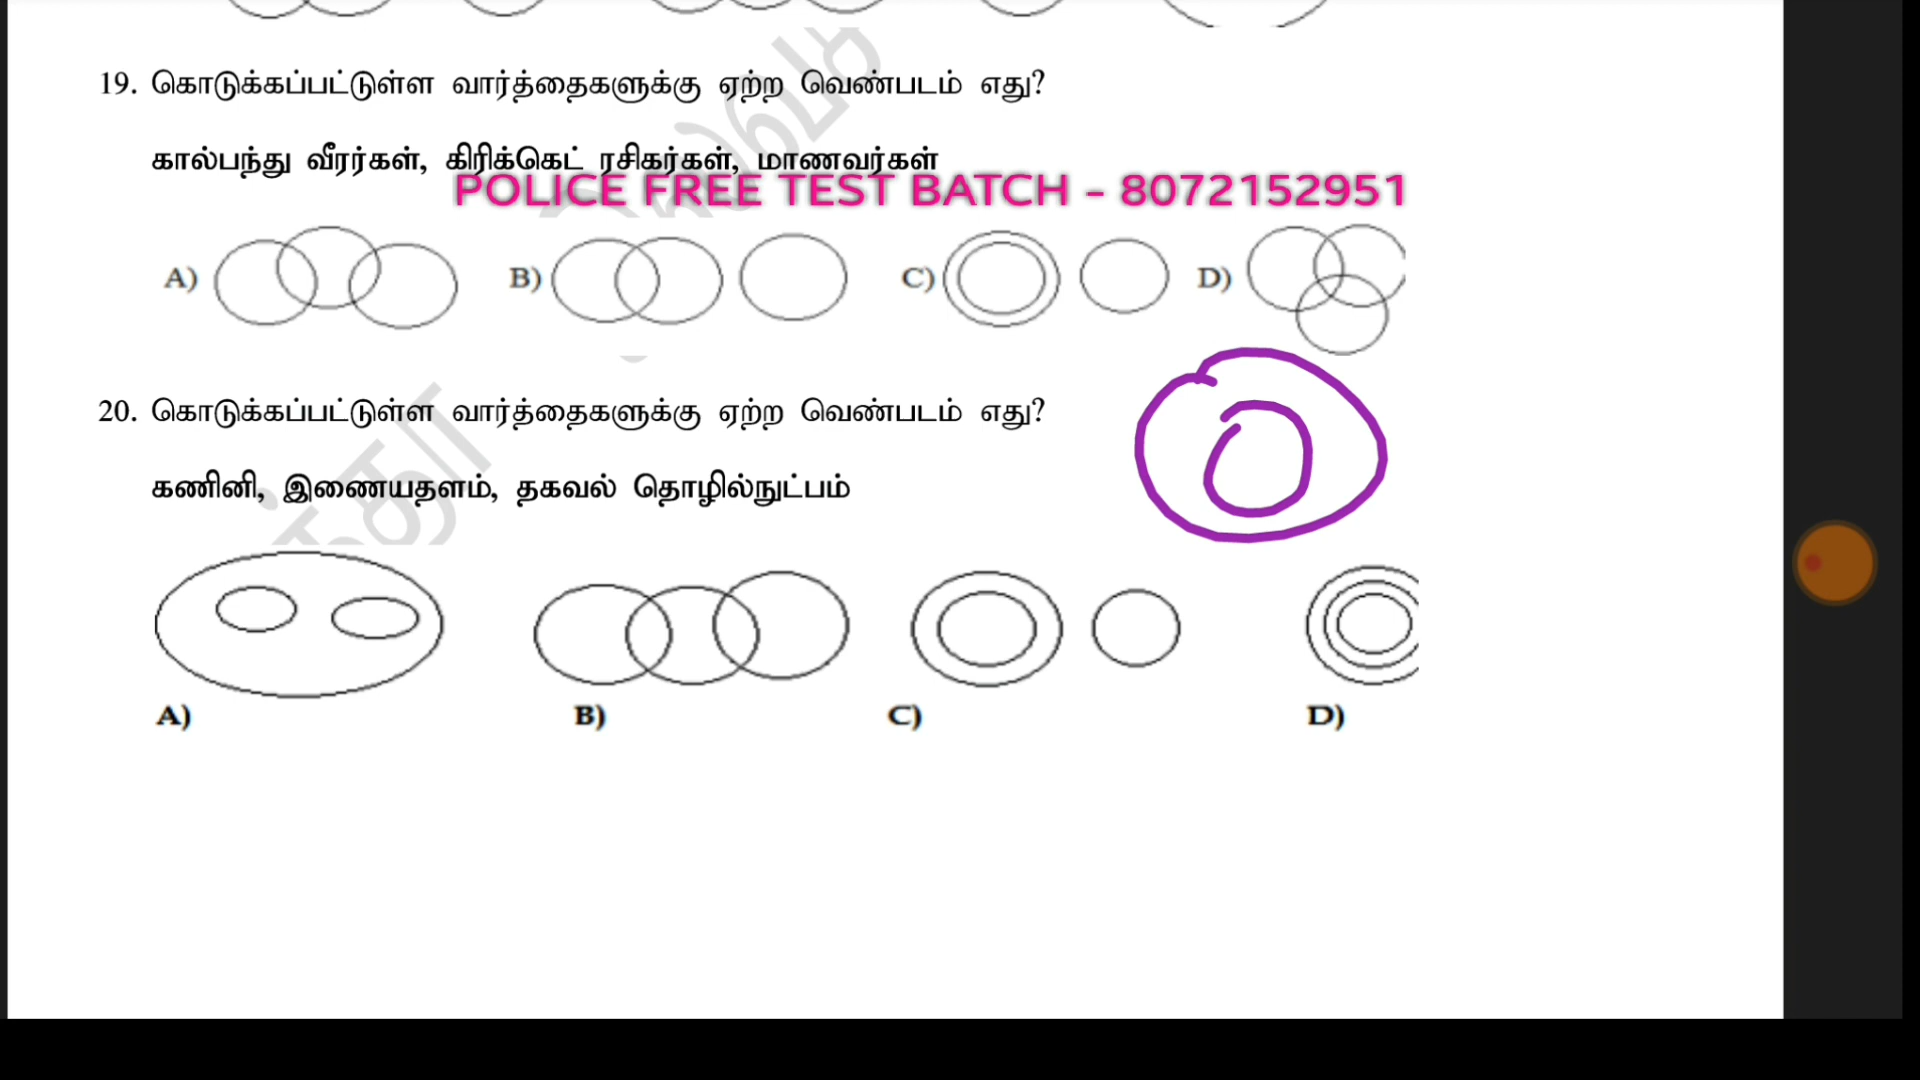 19. கொடுக்கப்பட்டுள்ள வார்த்தைகளுக்கு ஏற்ற வெண்படம் எது?
கால்பந்து வீரர்கள், கிரிக்கெட் ரசிகர்கள், மாணவர்கள்
POLICE FREE TEST BATCH - 8072152951
A) B) C) D)
20. கொடுக்கப்பட்டுள்ள வார்த்தைகளுக்கு ஏற்ற வெண்படம் எது?
கணினி, இணையதளம், தகவல் தொழில்நுட்பம்
A) B) C) D)